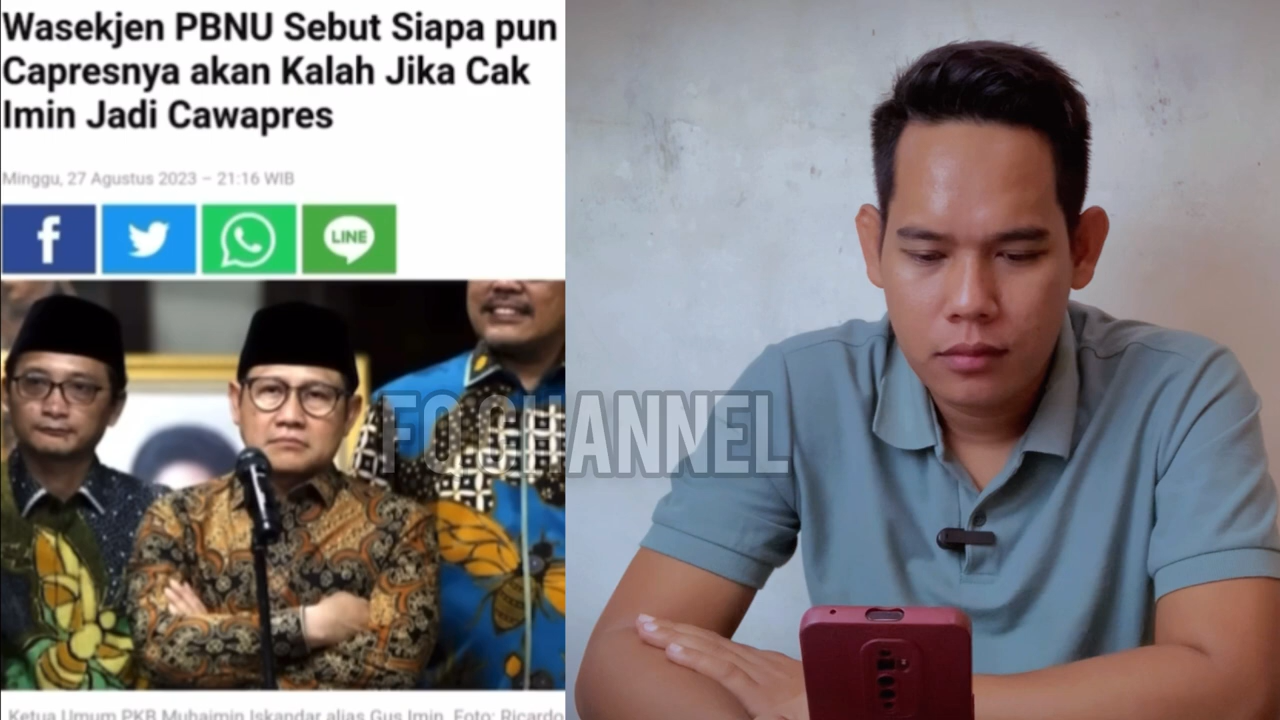 Wasekjen PBNU Sebut Siapa pun
Capresnya akan Kalah Jika Cak
Imin Jadi Cawapres
Minggu, 27 Agustus 2023 – 21:16 WIB
LINE
FOCHANNEL
Ketua Umum PKB Muhaimin Iskandar alias Gus Imin. Foto: Ricardo